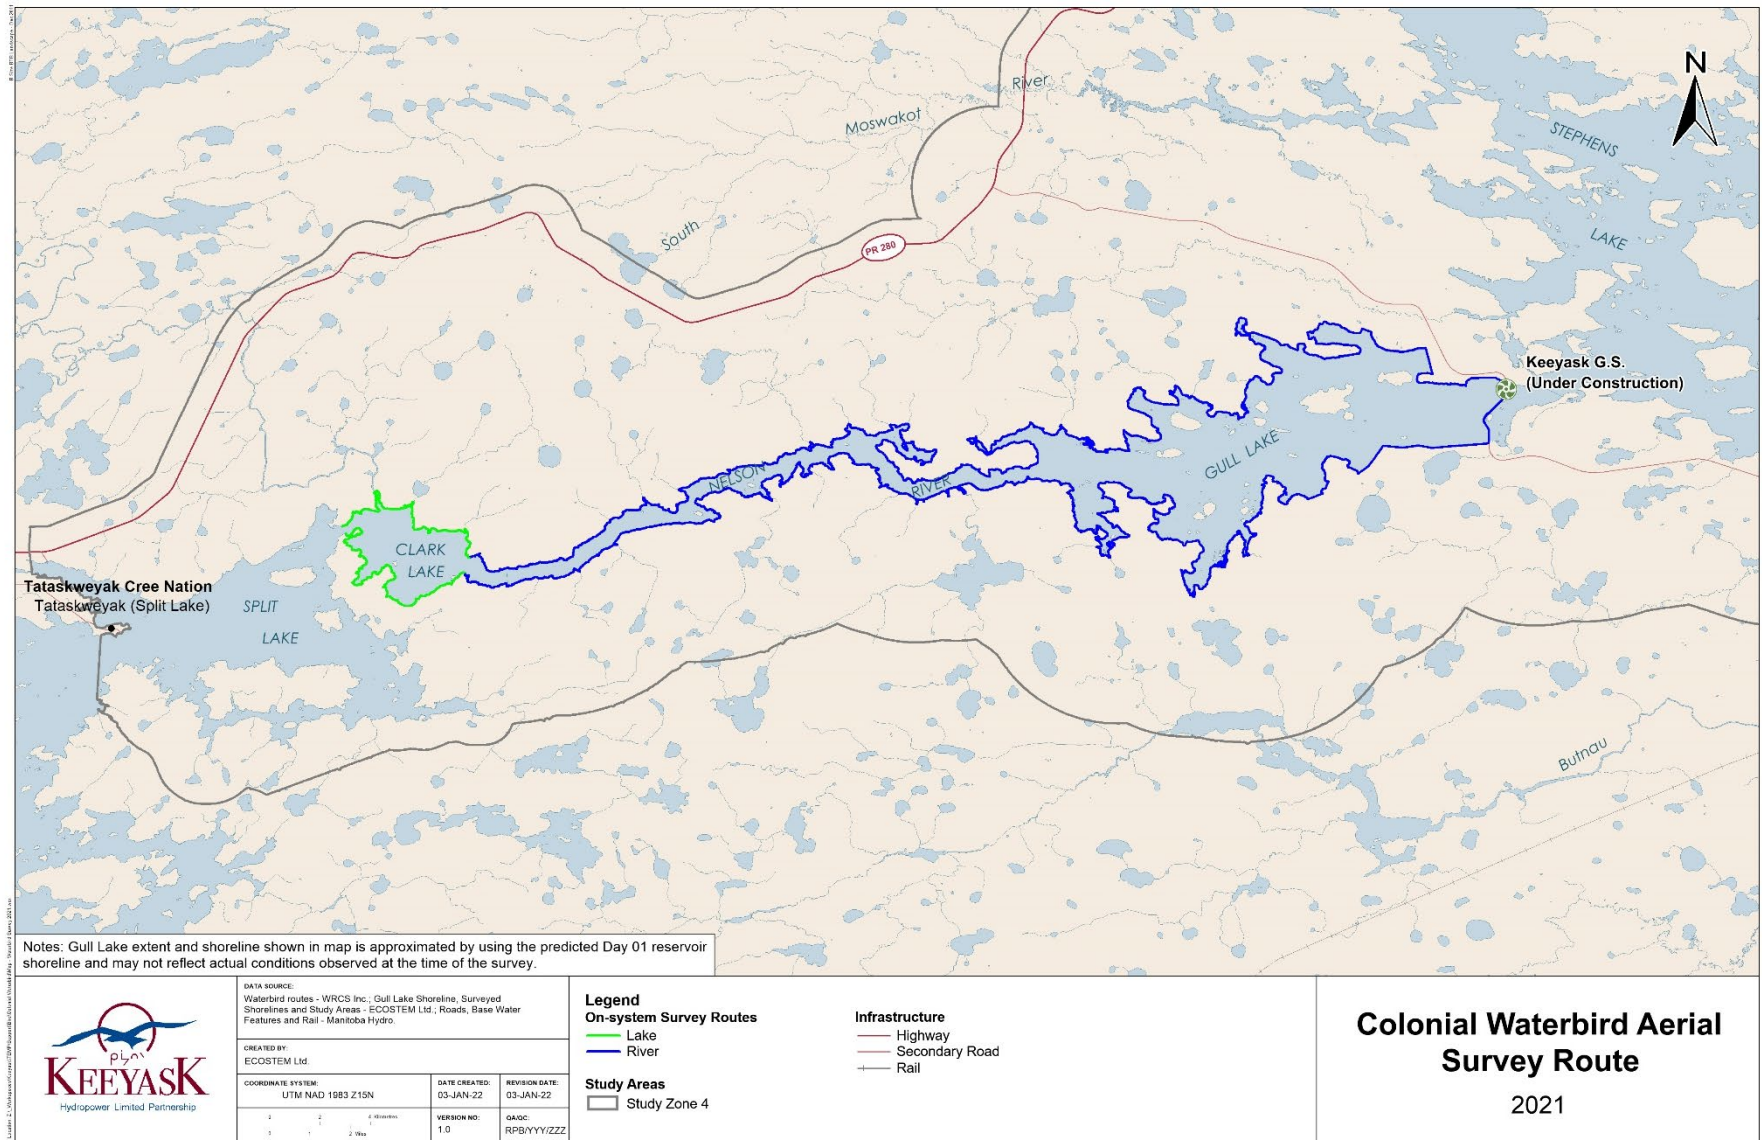 N
River
Moswakot
STEPHENS
LAKE
South
PR 280
Keeyask G.S.
(Under Construction)
GULL LAKE
NELSON
RIVER
CLARK
LAKE
Tataskweyak Cree Nation
Tataskweyak (Split Lake)
SPLIT
LAKE
Butnau
Notes: Gull Lake extent and shoreline shown in map is approximated by using the predicted Day 01 reservoir
shoreline and may not reflect actual conditions observed at the time of the survey.
KEEYASK
Hydropower Limited Partnership
DATA SOURCE:
Waterbird routes - WRCS Inc.; Gull Lake Shoreline, Surveyed
Shorelines and Study Areas - ECOSTEM Ltd.; Roads, Base Water
Features and Rail - Manitoba Hydro.
CREATED BY:
ECOSTEM Ltd.
COORDINATE SYSTEM:
UTM NAD 1983 Z15N
DATE CREATED:
03-JAN-22
REVISION DATE:
03-JAN-22
VERSION NO:
1.0
QA/QC:
RPB/YYY/ZZZ
Legend
On-system Survey Routes
Lake
River
Study Areas
Study Zone 4
Infrastructure
Highway
Secondary Road
Rail
Colonial Waterbird Aerial
Survey Route
2021